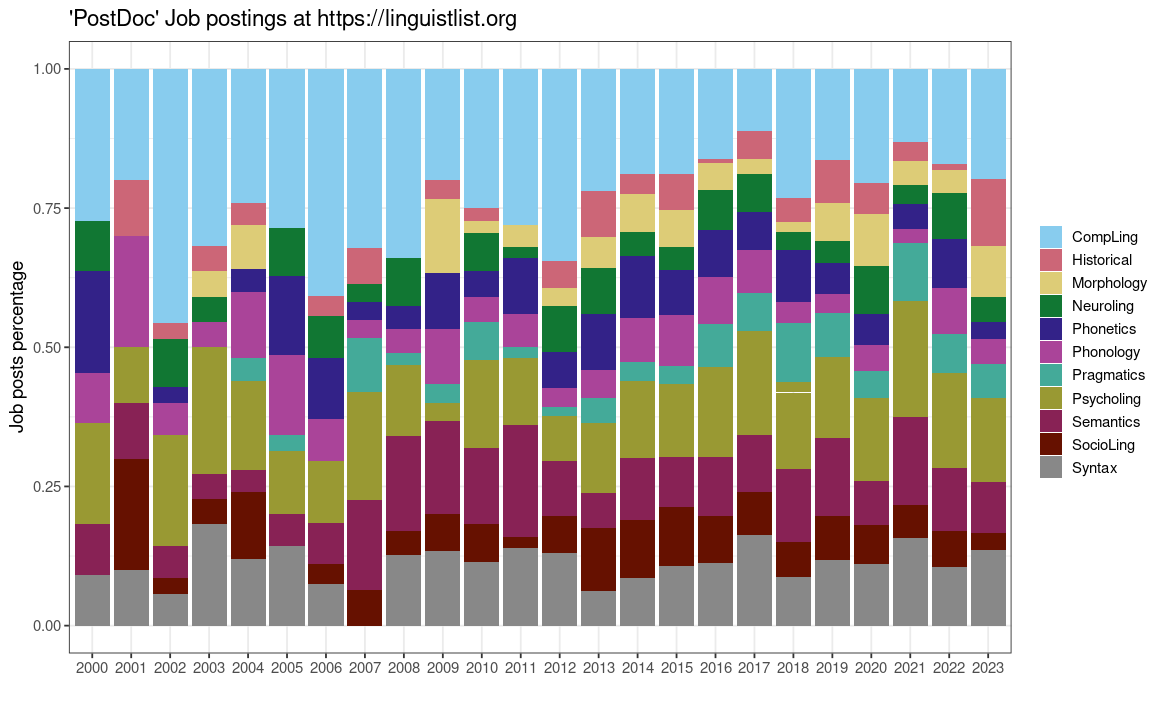 'PostDoc' Job postings at https://linguistlist.org
Job posts percentage
1.00
0.75
0.50
0.25
0.00
2000 2001 2002 2003 2004 2005 2006 2007 2008 2009 2010 2011 2012 2013 2014 2015 2016 2017 2018 2019 2020 2021 2022 2023
CompLing
Historical
Morphology
Neuroling
Phonetics
Phonology
Pragmatics
Psycholing
Semantics
SocioLing
Syntax